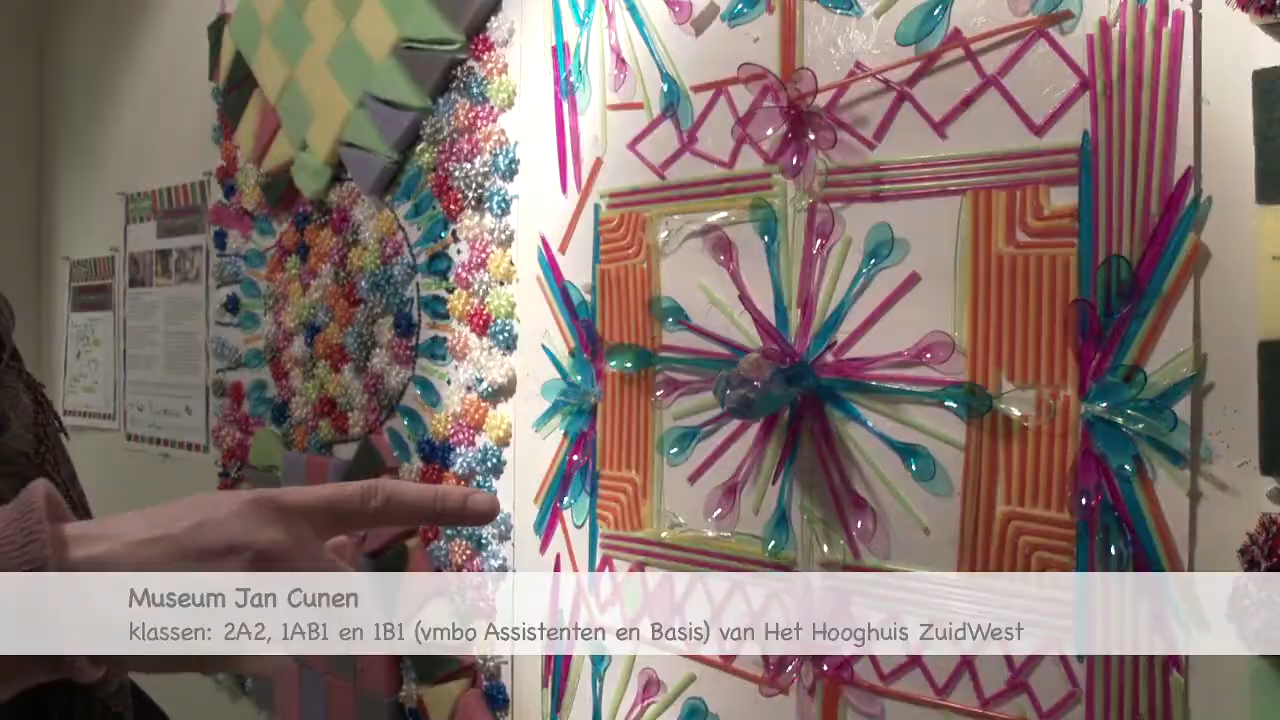 Museum Jan Cunen
klassen: 2A2, 1AB1 en 1B1 (vmbo Assistenten en Basis) van Het Hooghuis ZuidWest